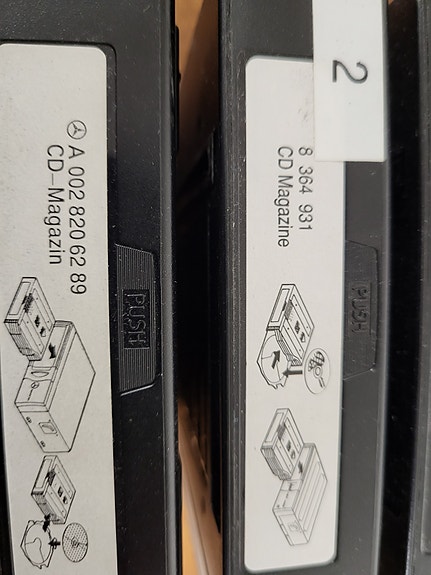 A 002 820 62 89
CD-Magazin
PUSH
2
8 364 931
CD Magazine
PUSH